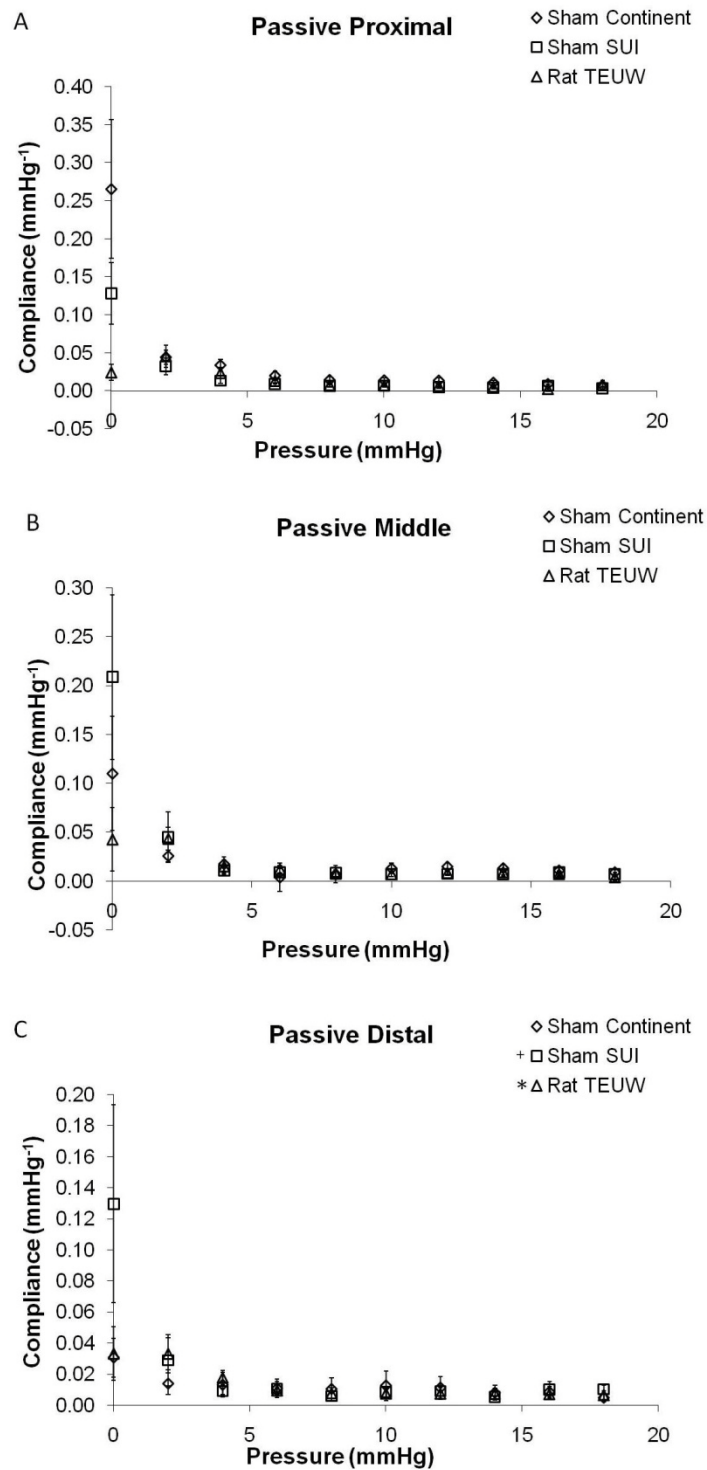 A
Passive Proximal
Sham Continent
Sham SUI
Rat TEUW
0.40
0.35
0.30
0.25
0.20
0.15
0.10
0.05
0.00
-0.05
Compliance (mmHg-1)
0
5
10
15
20
Pressure (mmHg)
B
Passive Middle
Sham Continent
Sham SUI
Rat TEUW
0.30
0.25
0.20
0.15
0.10
0.05
0.00
-0.05
Compliance (mmHg-1)
0
5
10
15
20
Pressure (mmHg)
C
Passive Distal
Sham Continent
+ Sham SUI
* Rat TEUW
0.20
0.18
0.16
0.14
0.12
0.10
0.08
0.06
0.04
0.02
0.00
Compliance (mmHg-1)
0
5
10
15
20
Pressure (mmHg)